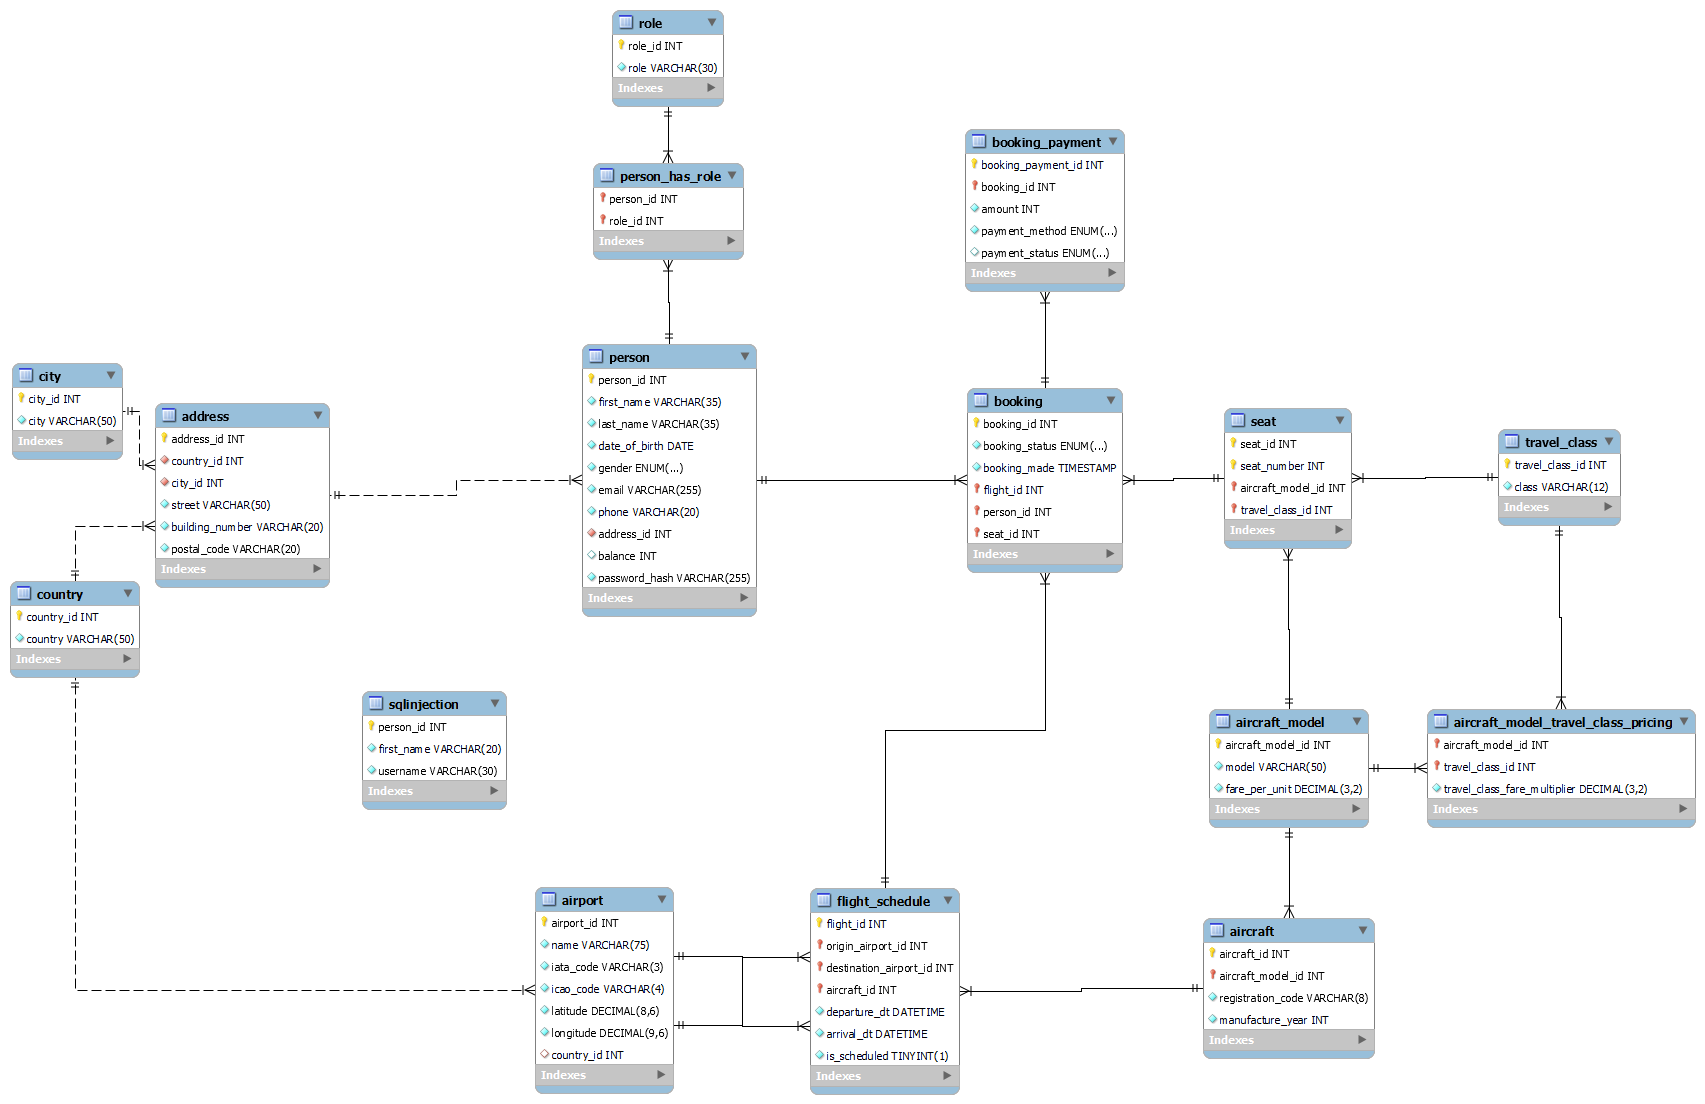 role
role_id INT
role VARCHAR(30)
Indexes
person_has_role
person_id INT
role_id INT
Indexes
booking_payment
booking_payment_id INT
booking_id INT
amount INT
payment_method ENUM(...)
payment_status ENUM(...)
Indexes
person
person_id INT
first_name VARCHAR(35)
last_name VARCHAR(35)
date_of_birth DATE
gender ENUM(...)
email VARCHAR(255)
phone VARCHAR(20)
address_id INT
balance INT
password_hash VARCHAR(255)
Indexes
city
city_id INT
city VARCHAR(50)
Indexes
address
address_id INT
country_id INT
city_id INT
street VARCHAR(50)
building_number VARCHAR(20)
postal_code VARCHAR(20)
Indexes
country
country_id INT
country VARCHAR(50)
Indexes
booking
booking_id INT
booking_status ENUM(...)
booking_made TIMESTAMP
flight_id INT
person_id INT
seat_id INT
Indexes
seat
seat_id INT
seat_number INT
aircraft_model_id INT
travel_class_id INT
Indexes
travel_class
travel_class_id INT
class VARCHAR(12)
Indexes
sqlinjection
person_id INT
first_name VARCHAR(20)
username VARCHAR(30)
Indexes
aircraft_model
aircraft_model_id INT
model VARCHAR(50)
fare_per_unit DECIMAL(3,2)
Indexes
aircraft_model_travel_class_pricing
aircraft_model_id INT
travel_class_id INT
travel_class_fare_multiplier DECIMAL(3,2)
Indexes
airport
airport_id INT
name VARCHAR(75)
iata_code VARCHAR(3)
icao_code VARCHAR(4)
latitude DECIMAL(8,6)
longitude DECIMAL(9,6)
country_id INT
Indexes
flight_schedule
flight_id INT
origin_airport_id INT
destination_airport_id INT
aircraft_id INT
departure_dt DATETIME
arrival_dt DATETIME
is_scheduled TINYINT(1)
Indexes
aircraft
aircraft_id INT
aircraft_model_id INT
registration_code VARCHAR(8)
manufacture_year INT
Indexes